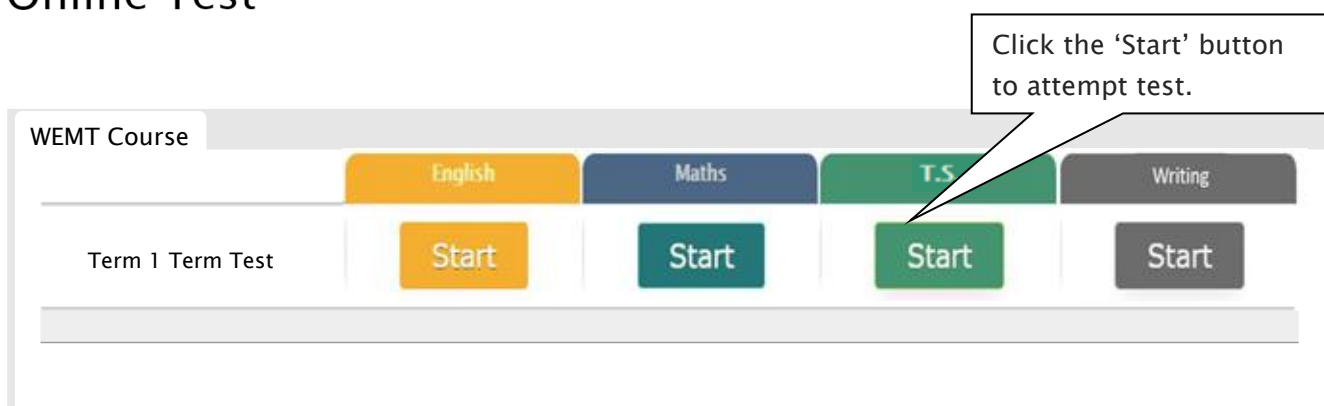 Online Test
Click the ‘Start’ button
to attempt test.
WEMT Course
English Maths T.S. Writing
Term 1 Term Test Start Start Start Start